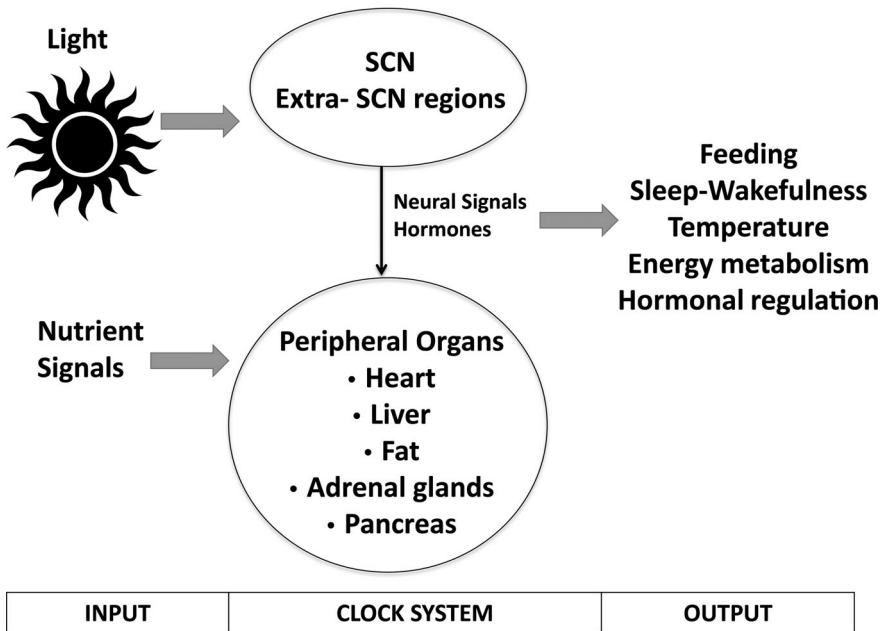 Light
SCN
Extra- SCN regions
Neural Signals
Hormones
Feeding
Sleep-Wakefulness
Temperature
Energy metabolism
Hormonal regulation
Nutrient
Signals
Peripheral Organs
• Heart
• Liver
• Fat
• Adrenal glands
• Pancreas
INPUT
CLOCK SYSTEM
OUTPUT